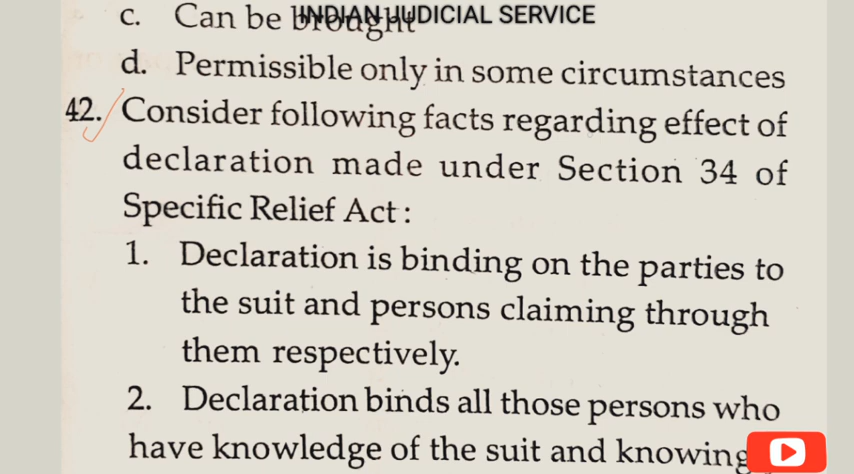 c. Can be brought
INDIAN JUDICIAL SERVICE
d. Permissible only in some circumstances
42. Consider following facts regarding effect of
declaration made under Section 34 of
Specific Relief Act :
1. Declaration is binding on the parties to
the suit and persons claiming through
them respectively.
2. Declaration binds all those persons who
have knowledge of the suit and knowing